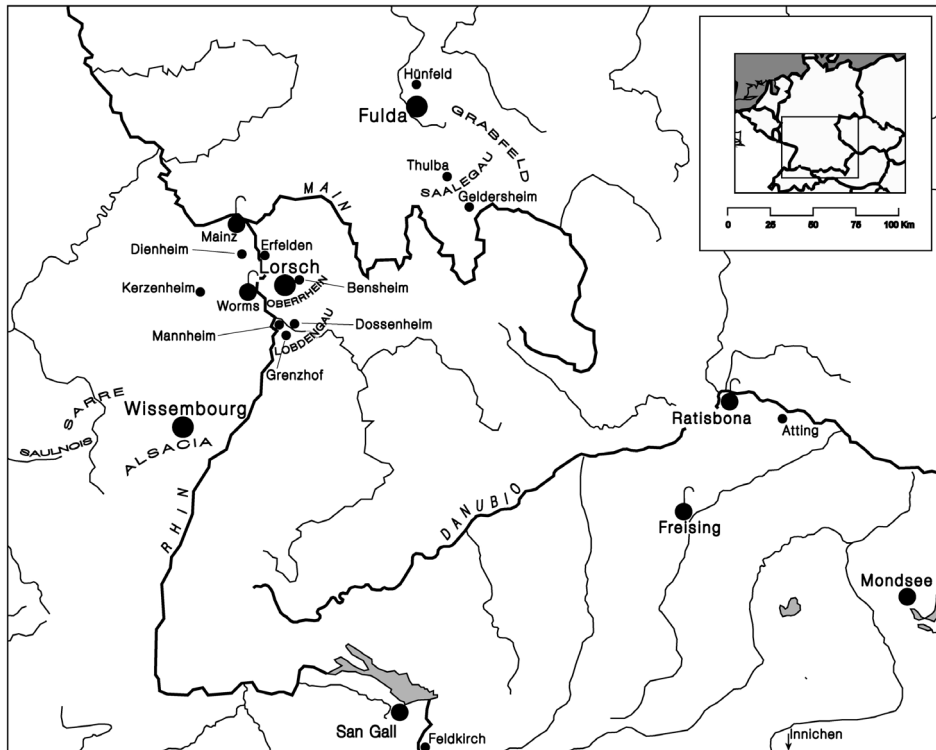 Hünfeld
Fulda
GRABFELD
Thulba
SAALEGAU
Geldersheim
MAIN
Mainz
Dienheim
Erfelden
Lorsch
Kerzenheim
Worms
OBERRHEIN
Bensheim
Mannheim
LOBDENGAU
Dossenheim
Grenzhof
SARRE
Wissembourg
SAULNOIS
ALSACIA
Ratisbona
Atting
RHIN
DANUBIO
Freising
Mondsee
San Gall
Feldkirch
Innichen
0 25 60 75 100 Km